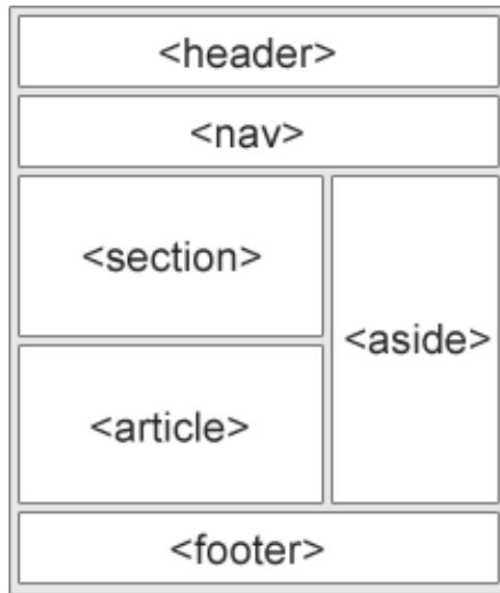 <header>
<nav>
<section>
<article>
<aside>
<footer>